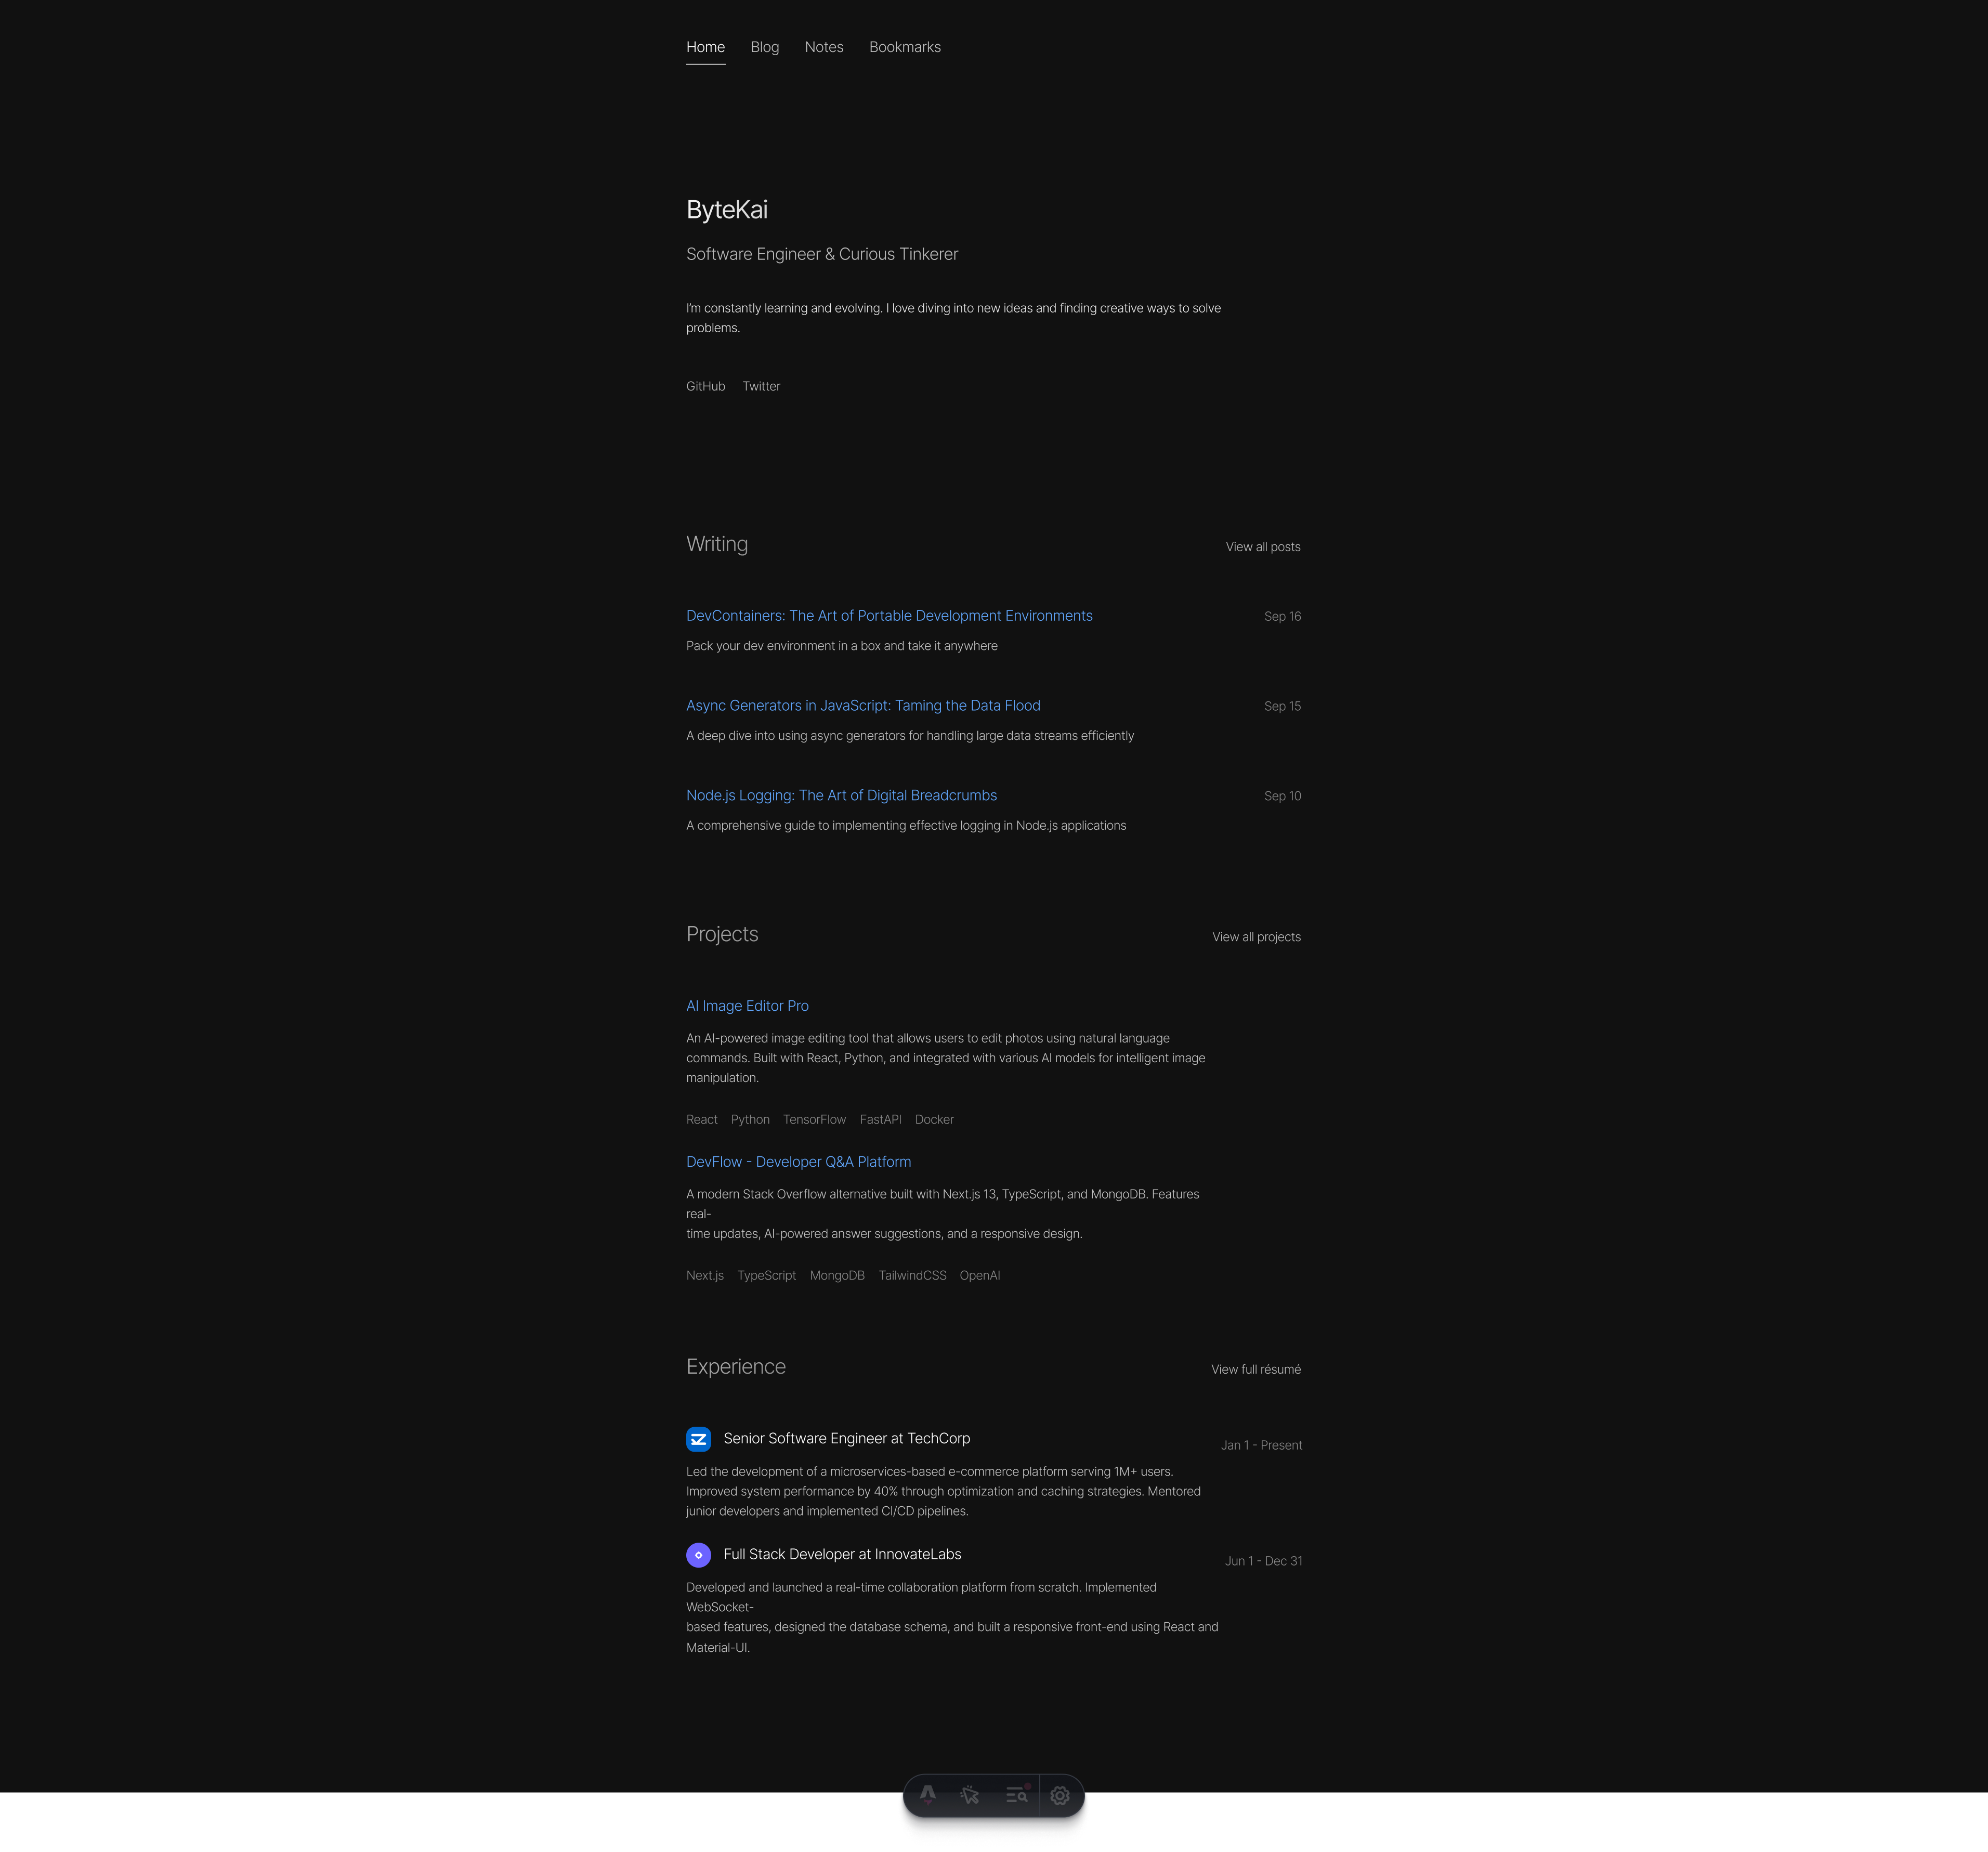 Home Blog Notes Bookmarks
ByteKai
Software Engineer & Curious Tinkerer
I'm constantly learning and evolving. I love diving into new ideas and finding creative ways to solve
problems.
GitHub Twitter
Writing View all posts
DevContainers: The Art of Portable Development Environments Sep 16
Pack your dev environment in a box and take it anywhere
Async Generators in JavaScript: Taming the Data Flood Sep 15
A deep dive into using async generators for handling large data streams efficiently
Node.js Logging: The Art of Digital Breadcrumbs Sep 10
A comprehensive guide to implementing effective logging in Node.js applications
Projects View all projects
AI Image Editor Pro
An AI-powered image editing tool that allows users to edit photos using natural language
commands. Built with React, Python, and integrated with various AI models for intelligent image
manipulation.
React Python TensorFlow FastAPI Docker
DevFlow - Developer Q&A Platform
A modern Stack Overflow alternative built with Next.js 13, TypeScript, and MongoDB. Features
real-
time updates, AI-powered answer suggestions, and a responsive design.
Next.js TypeScript MongoDB TailwindCSS OpenAI
Experience View full résumé
Senior Software Engineer at TechCorp Jan 1 - Present
Led the development of a microservices-based e-commerce platform serving 1M+ users.
Improved system performance by 40% through optimization and caching strategies. Mentored
junior developers and implemented CI/CD pipelines.
Full Stack Developer at InnovateLabs Jun 1 - Dec 31
Developed and launched a real-time collaboration platform from scratch. Implemented
WebSocket-
based features, designed the database schema, and built a responsive front-end using React and
Material-UI.